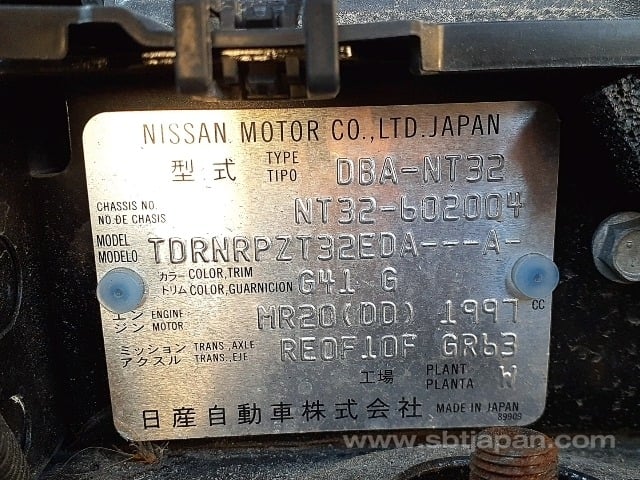 NISSAN MOTOR CO.,LTD.JAPAN
型式 TYPE TIPO DBA-NT32
CHASSIS NO. NO.DE CHASIS NT32-602004
MODEL MODELO TDRNRPZT32EDA---A-
カラー COLOR,TRIM トリム COLOR,GUARNICION G41 G
エンジン ENGINE MOTOR MR20(DD) 1997 CC
ミッション TRANS.,AXLE アクスル TRANS.,EJE RE0F10F GR63
工場 PLANT PLANTA W
日産自動車株式会社 MADE IN JAPAN
89909
www.sbtjapan.com